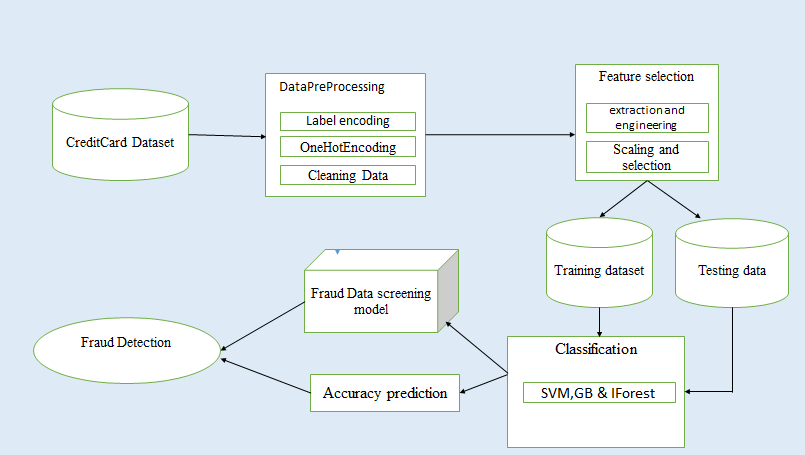 CreditCard Dataset
DataPreProcessing
Label encoding
OneHotEncoding
Cleaning Data
Feature selection
extraction and
engineering
Scaling and
selection
Training dataset
Testing data
Classification
SVM,GB & IForest
Fraud Data screening
model
Accuracy prediction
Fraud Detection